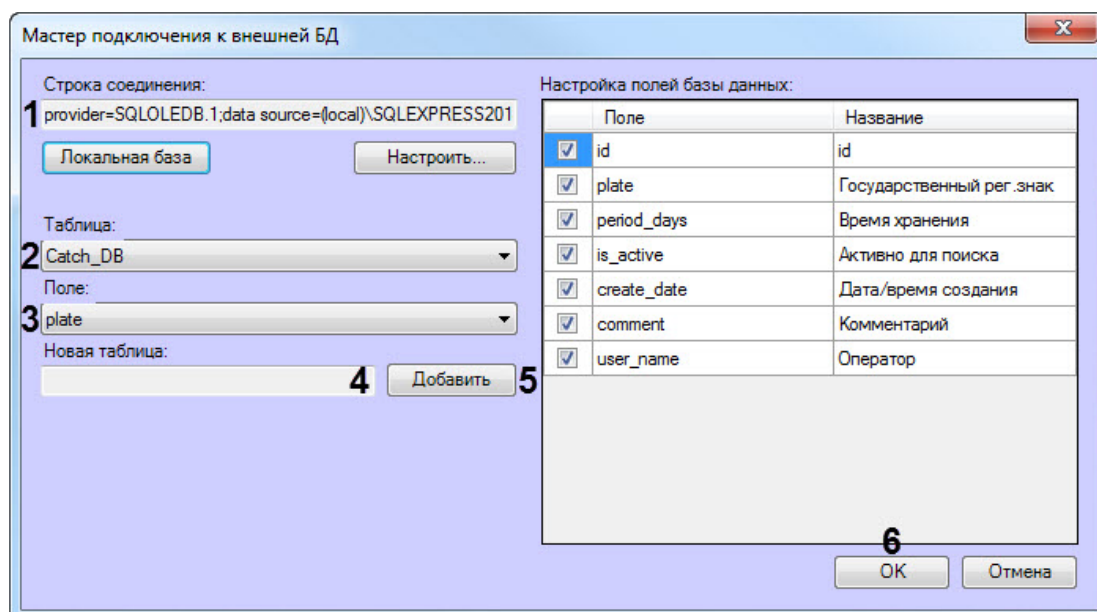 Мастер подключения к внешней БД
Строка соединения:
1 provider=SQLOLEDB.1;data source=(local)\SQLEXPRESS201
Локальная база Настроить...
Таблица:
2 Catch_DB
Поле:
3 plate
Новая таблица:
4 Добавить 5
Настройка полей базы данных:
Поле Название
id id
plate Государственный рег.знак
period_days Время хранения
is_active Активно для поиска
create_date Дата/время создания
comment Комментарий
user_name Оператор
6
OK Отмена